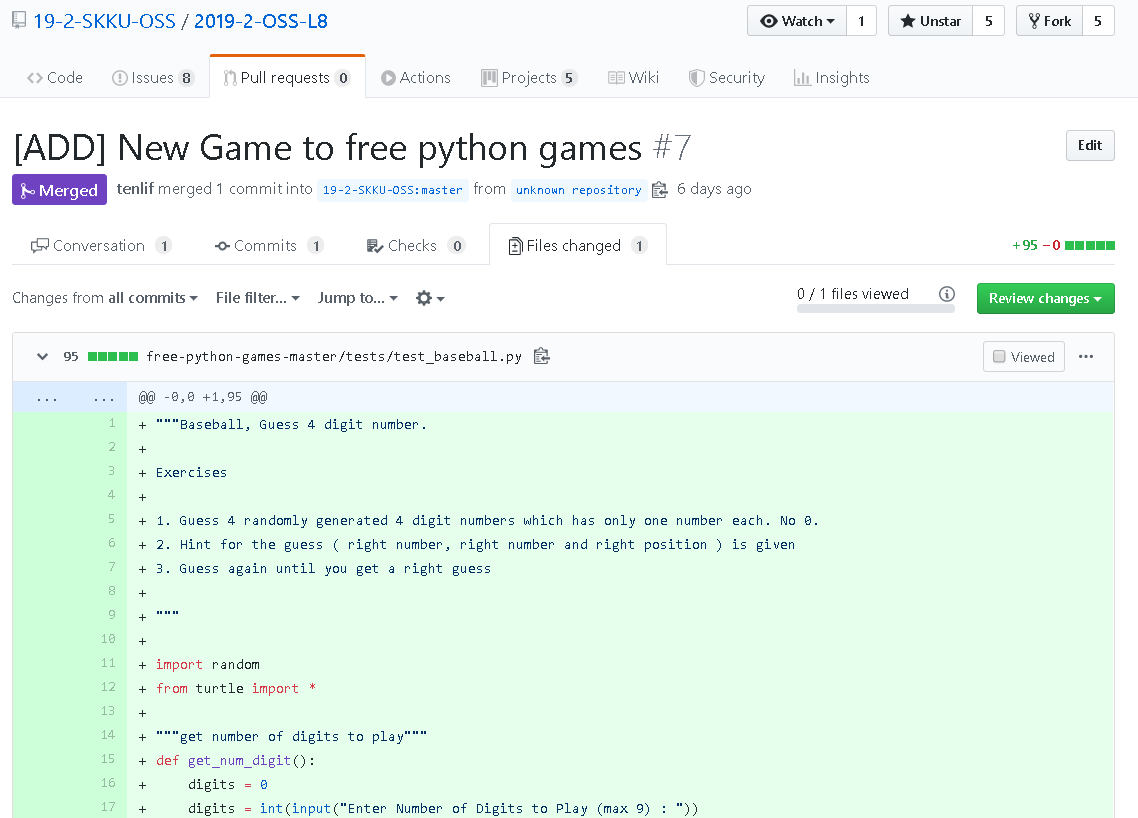 19-2-SKKU-OSS / 2019-2-OSS-L8
Watch 1 Unstar 5 Fork 5
Code Issues 8 Pull requests 0 Actions Projects 5 Wiki Security Insights
[ADD] New Game to free python games #7
Edit
Merged tenlif merged 1 commit into 19-2-SKKU-OSS:master from unknown repository 6 days ago
Conversation 1 Commits 1 Checks 0 Files changed 1 +95 −0
Changes from all commits File filter... Jump to... 0 / 1 files viewed Review changes
95 free-python-games-master/tests/test_baseball.py Viewed ...
... ... @@ -0,0 +1,95 @@
1 + """Baseball, Guess 4 digit number.
2 +
3 + Exercises
4 +
5 + 1. Guess 4 randomly generated 4 digit numbers which has only one number each. No 0.
6 + 2. Hint for the guess ( right number, right number and right position ) is given
7 + 3. Guess again until you get a right guess
8 +
9 + """
10 +
11 + import random
12 + from turtle import *
13 +
14 + """get number of digits to play"""
15 + def get_num_digit():
16 +     digits = 0
17 +     digits = int(input("Enter Number of Digits to Play (max 9) : "))